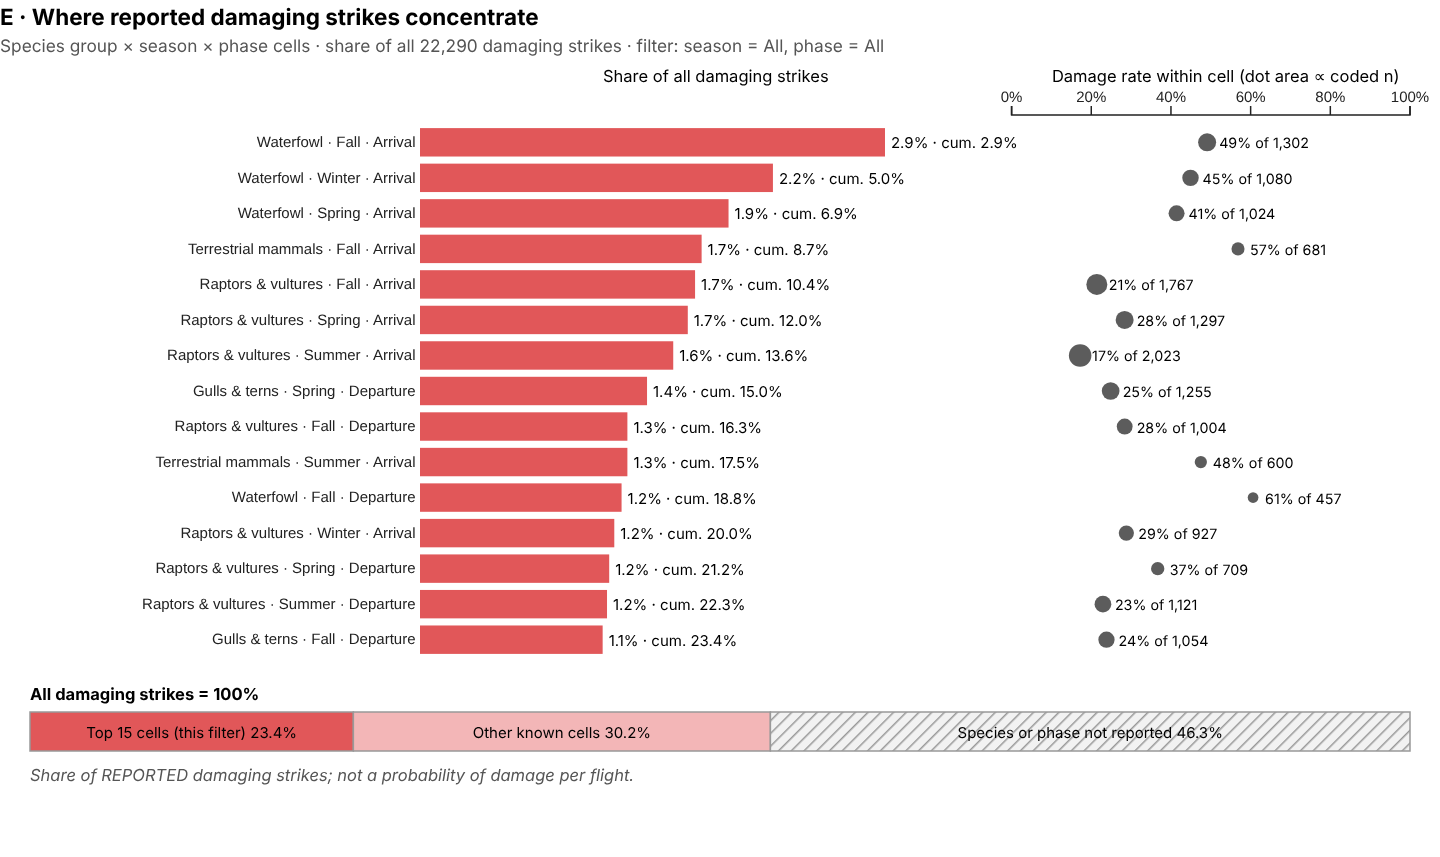 E · Where reported damaging strikes concentrate
Species group × season × phase cells · share of all 22,290 damaging strikes · filter: season = All, phase = All
Share of all damaging strikes
Damage rate within cell (dot area ∝ coded n)
0% 20% 40% 60% 80% 100%
Waterfowl · Fall · Arrival 2.9% · cum. 2.9% 49% of 1,302
Waterfowl · Winter · Arrival 2.2% · cum. 5.0% 45% of 1,080
Waterfowl · Spring · Arrival 1.9% · cum. 6.9% 41% of 1,024
Terrestrial mammals · Fall · Arrival 1.7% · cum. 8.7% 57% of 681
Raptors & vultures · Fall · Arrival 1.7% · cum. 10.4% 21% of 1,767
Raptors & vultures · Spring · Arrival 1.7% · cum. 12.0% 28% of 1,297
Raptors & vultures · Summer · Arrival 1.6% · cum. 13.6% 17% of 2,023
Gulls & terns · Spring · Departure 1.4% · cum. 15.0% 25% of 1,255
Raptors & vultures · Fall · Departure 1.3% · cum. 16.3% 28% of 1,004
Terrestrial mammals · Summer · Arrival 1.3% · cum. 17.5% 48% of 600
Waterfowl · Fall · Departure 1.2% · cum. 18.8% 61% of 457
Raptors & vultures · Winter · Arrival 1.2% · cum. 20.0% 29% of 927
Raptors & vultures · Spring · Departure 1.2% · cum. 21.2% 37% of 709
Raptors & vultures · Summer · Departure 1.2% · cum. 22.3% 23% of 1,121
Gulls & terns · Fall · Departure 1.1% · cum. 23.4% 24% of 1,054
All damaging strikes = 100%
Top 15 cells (this filter) 23.4% Other known cells 30.2% Species or phase not reported 46.3%
Share of REPORTED damaging strikes; not a probability of damage per flight.